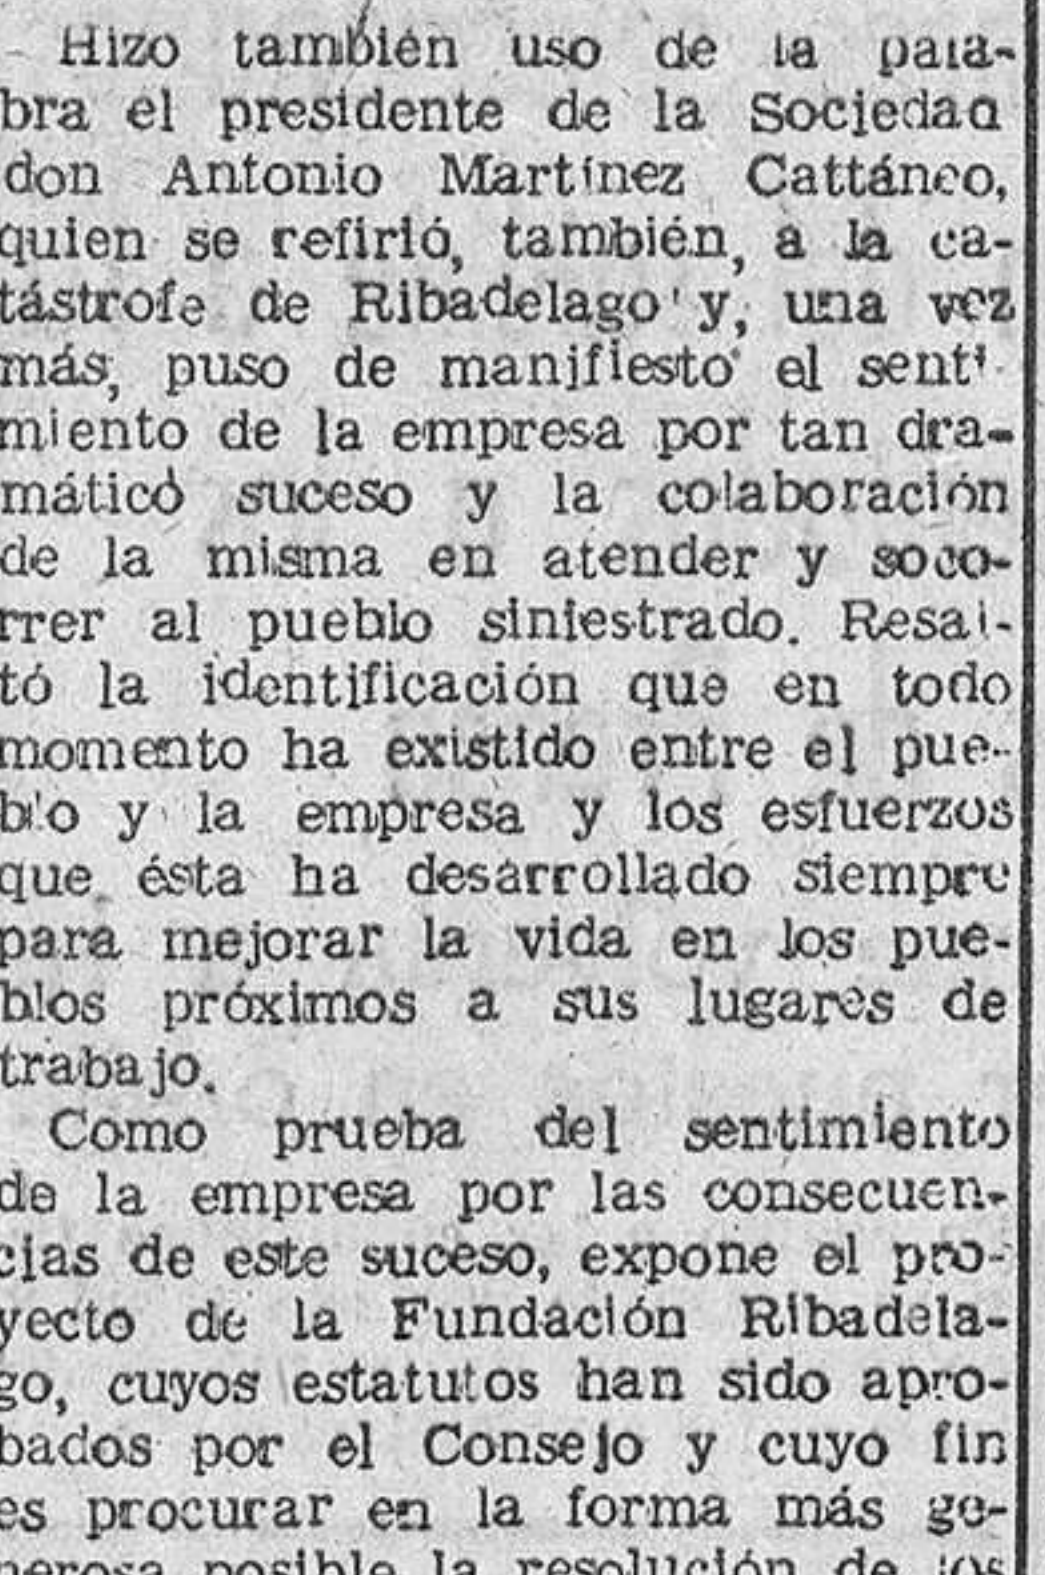 Hizo también uso de la pala-
bra el presidente de la Sociedad
don Antonio Martínez Cattáneo,
quien se refirió, también, a la ca-
tástrofe de Ribadelago y, una vez
más, puso de manifiesto el senti-
miento de la empresa por tan dra-
mático suceso y la colaboración
de la misma en atender y soco-
rrer al pueblo siniestrado. Resal-
tó la identificación que en todo
momento ha existido entre el pue-
blo y la empresa y los esfuerzos
que ésta ha desarrollado siempre
para mejorar la vida en los pue-
blos próximos a sus lugares de
trabajo.
Como prueba del sentimiento
de la empresa por las consecuen-
cias de este suceso, expone el pro-
yecto de la Fundación Ribadela-
go, cuyos estatutos han sido apro-
bados por el Consejo y cuyo fin
es procurar en la forma más ge-
nerosa posible la resolución de los